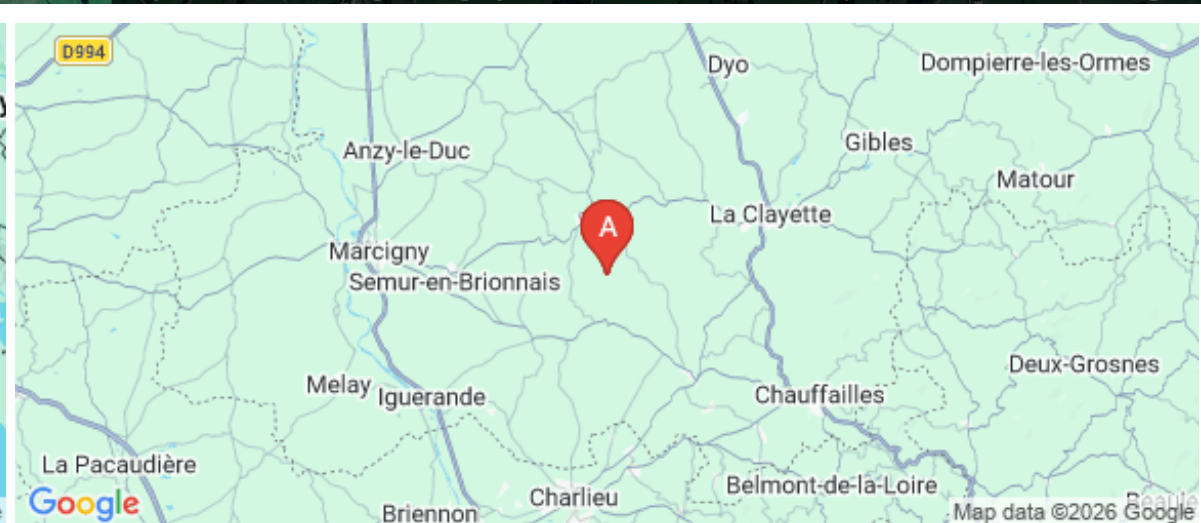 D994
Dyo
Dompierre-les-Ormes
Anzy-le-Duc
Gibles
Matour
A
La Clayette
Marcigny
Semur-en-Brionnais
Deux-Grosnes
Melay
Iguerande
Chauffailles
La Pacaudière
Belmont-de-la-Loire
Charlieu
Google
Briennon
Map data ©2026 Google